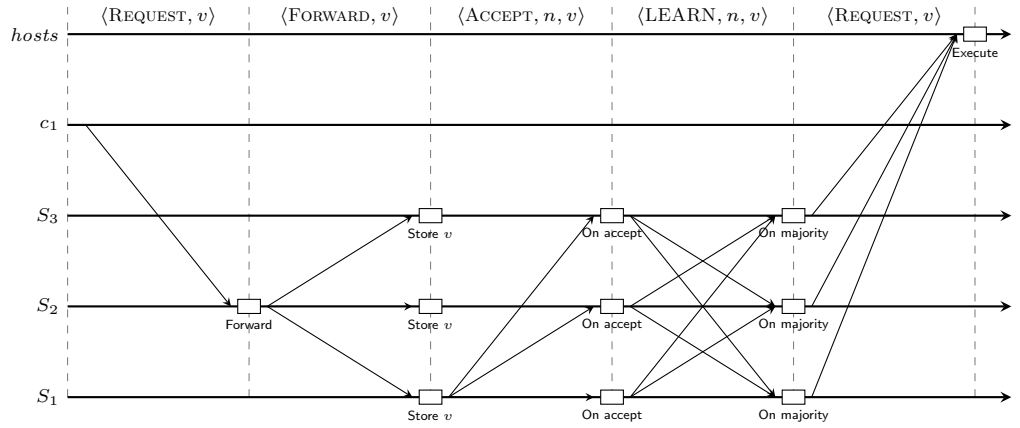 ⟨REQUEST, v⟩ ⟨FORWARD, v⟩ ⟨ACCEPT, n, v⟩ ⟨LEARN, n, v⟩ ⟨REQUEST, v⟩
hosts
Execute
c₁
S₃
Store v On accept On majority
S₂
Forward Store v On accept On majority
S₁
Store v On accept On majority